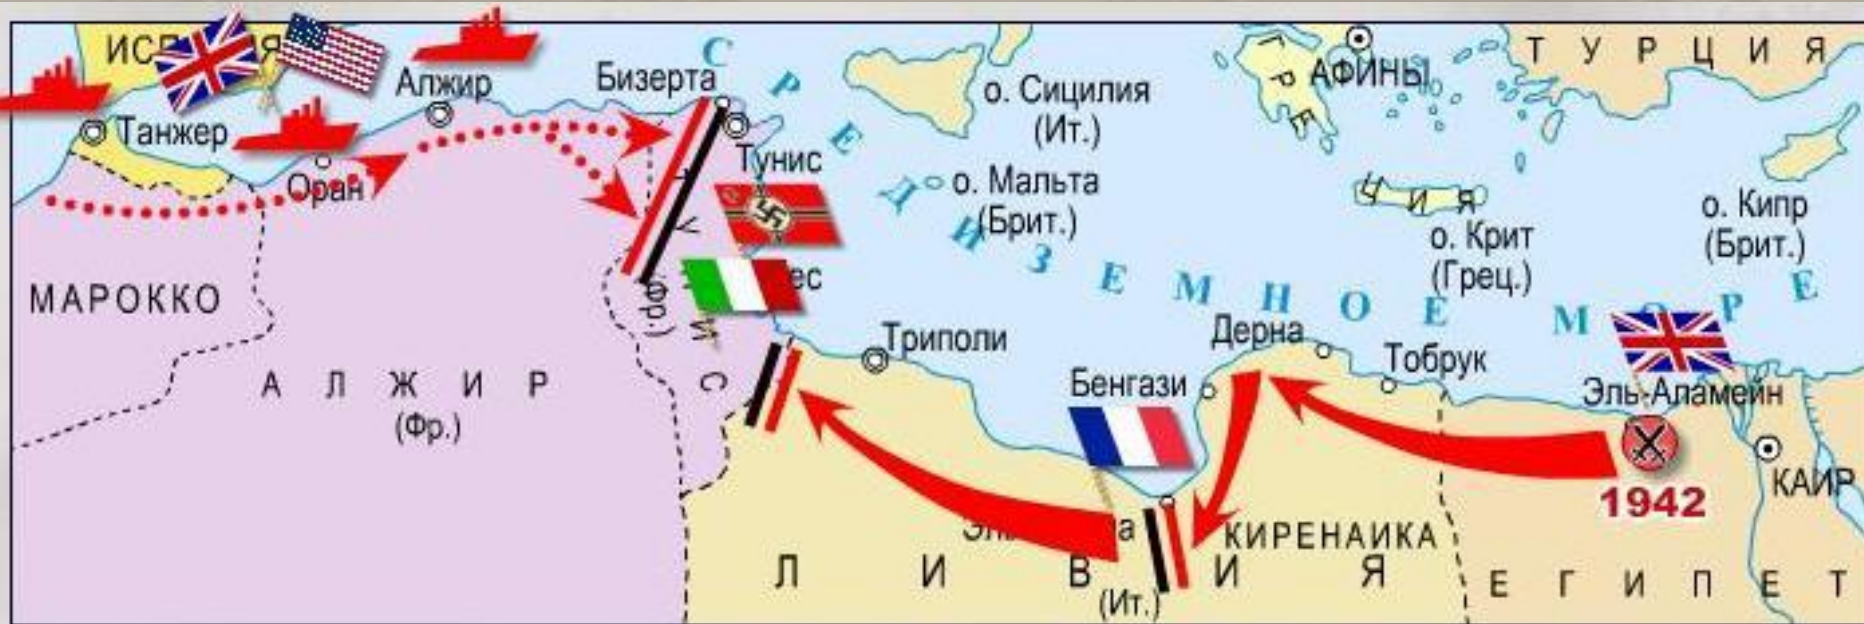 ТУРЦИЯ
АФИНЫ
Алжир
Бизерта
о. Сицилия
(Ит.)
Танжер
Тунис
о. Мальта
(Брит.)
Оран
СРЕДИЗЕМНОЕ МОРЕ
ГРЕЦИЯ
о. Кипр
(Брит.)
о. Крит
(Грец.)
МАРОККО
ТУНИС
(Фр.)
Триполи
Дерна
Тобрук
Бенгази
Эль-Аламейн
АЛЖИР
(Фр.)
КАИР
1942
КИРЕНАИКА
ЛИВИЯ
(Ит.)
ЕГИПЕТ